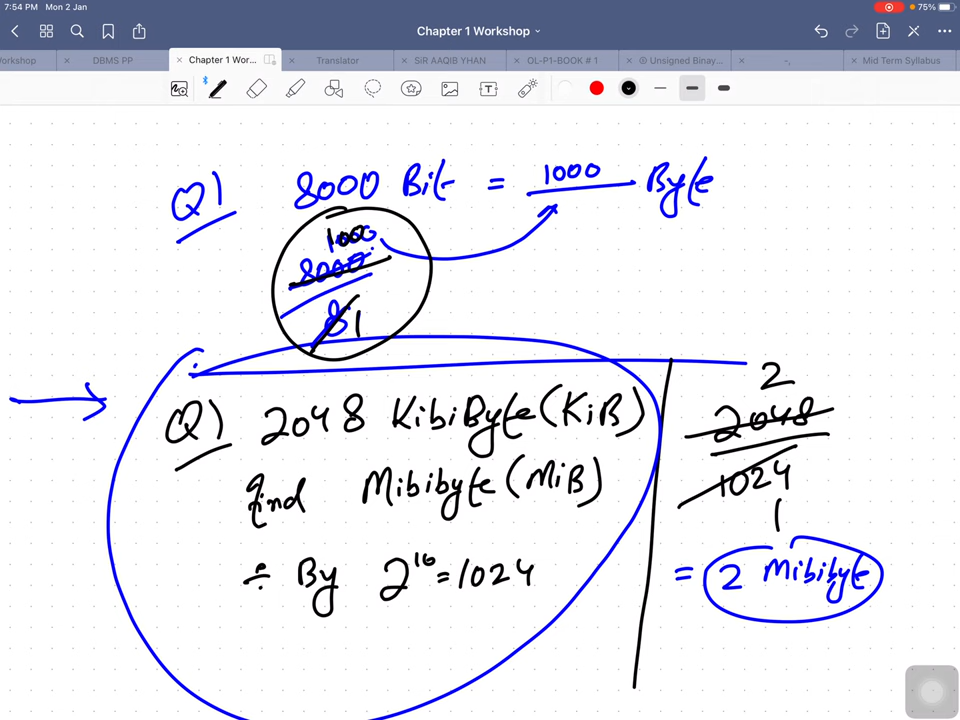 7:54 PM Mon 2 Jan
75%
Chapter 1 Workshop
orkshop
DBMS PP
Chapter 1 Wor...
Translator
SiR AAQIB YHAN
OL-P1-BOOK # 1
Unsigned Binay...
-,
Mid Term Syllabus
Q1 8000 Bit = 1000 Byte
1000
8000
8 1
Q) 2048 KibiByte (KiB)
find Mibibyte (MiB)
÷ By 2¹⁰ = 1024
2
2048
1024
1
= 2 Mibibyte